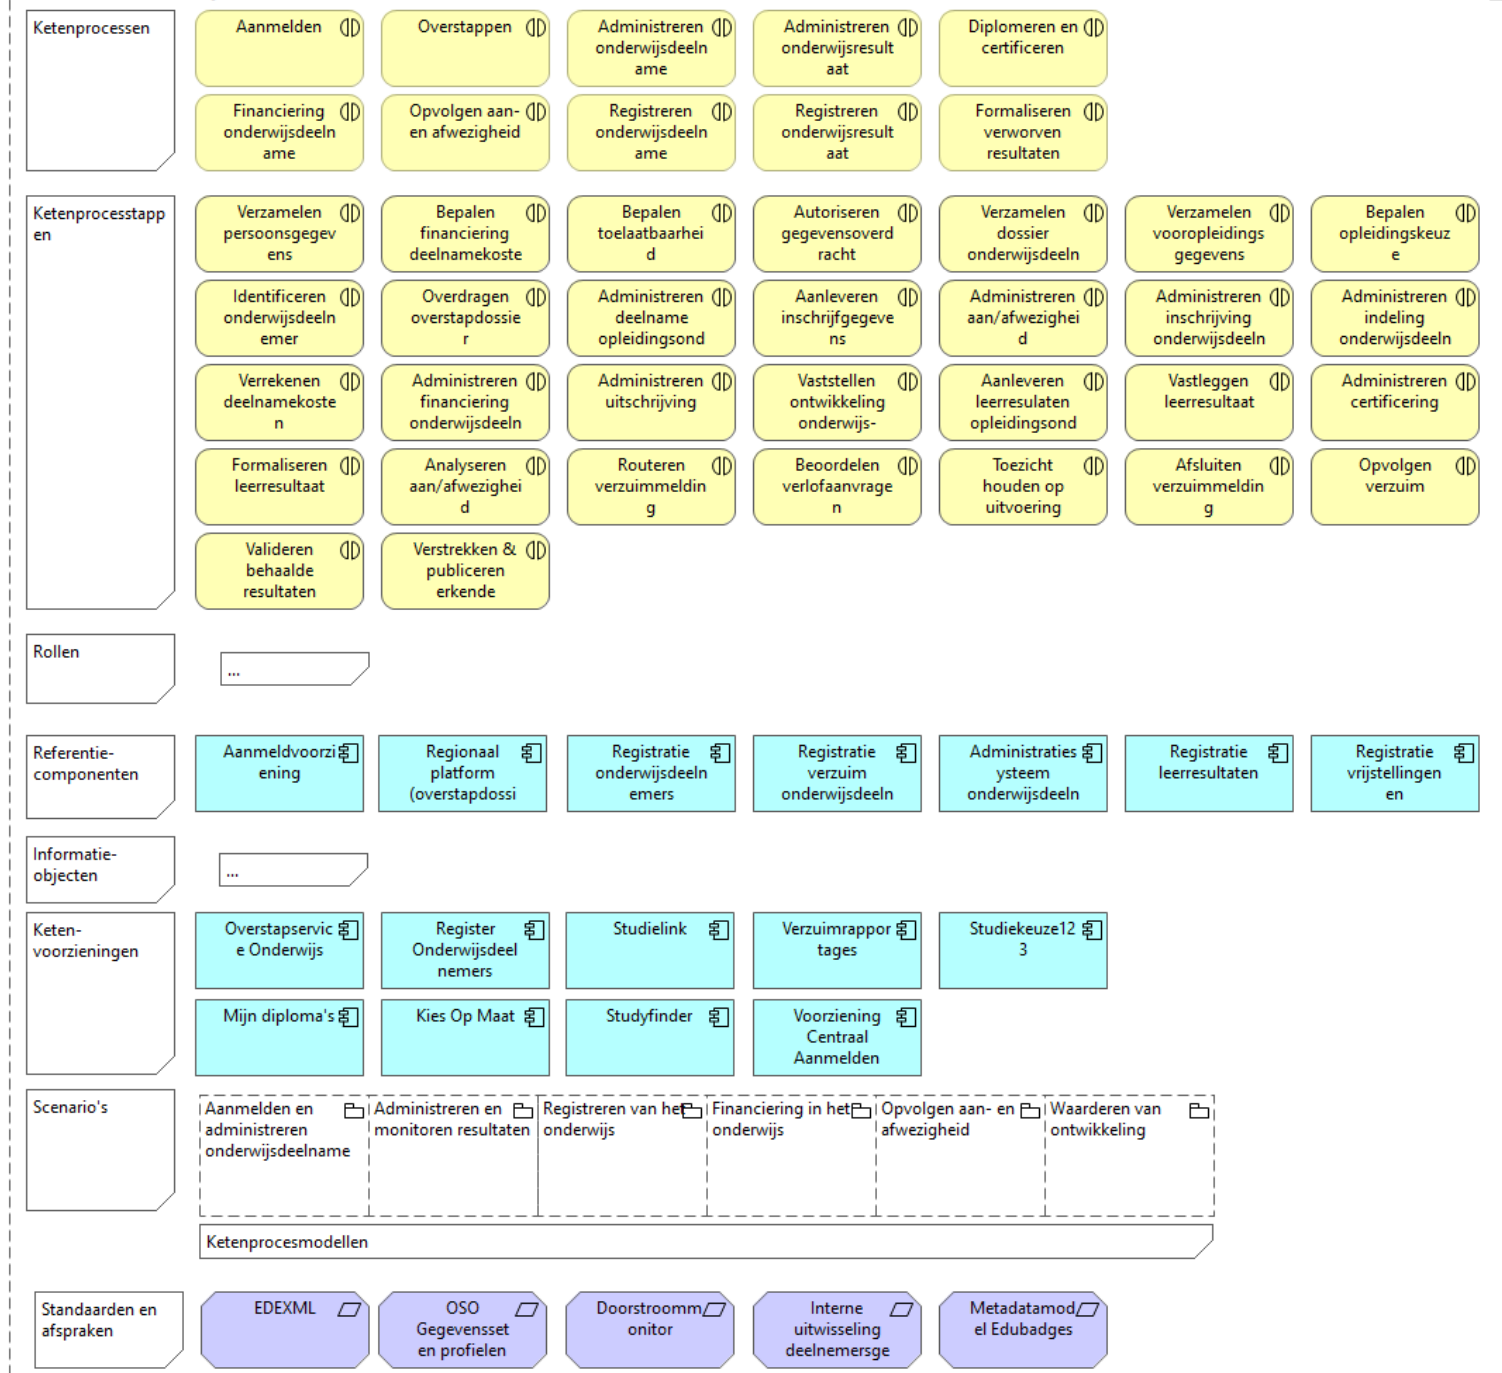 Ketenprocessen
Aanmelden
Overstappen
Administreren
onderwijsdeeln
ame
Administreren
onderwijsresult
aat
Diplomeren en
certificeren
Financiering
onderwijsdeeln
ame
Opvolgen aan-
en afwezigheid
Registreren
onderwijsdeeln
ame
Registreren
onderwijsresult
aat
Formaliseren
verworven
resultaten
Ketenprocesstapp
en
Verzamelen
persoonsgegev
ens
Bepalen
financiering
deelnamekoste
Bepalen
toelaatbaarhei
d
Autoriseren
gegevensoverd
racht
Verzamelen
dossier
onderwijsdeeln
Verzamelen
vooropleidings
gegevens
Bepalen
opleidingskeuz
e
Identificeren
onderwijsdeeln
emer
Overdragen
overstapdossie
r
Administreren
deelname
opleidingsond
Aanleveren
inschrijfgegeve
ns
Administreren
aan/afwezighei
d
Administreren
inschrijving
onderwijsdeeln
Administreren
indeling
onderwijsdeeln
Verrekenen
deelnamekoste
n
Administreren
financiering
onderwijsdeeln
Administreren
uitschrijving
Vaststellen
ontwikkeling
onderwijs-
Aanleveren
leerresulaten
opleidingsond
Vastleggen
leerresultaat
Administreren
certificering
Formaliseren
leerresultaat
Analyseren
aan/afwezighei
d
Routeren
verzuimmeldin
g
Beoordelen
verlofaanvrage
n
Toezicht
houden op
uitvoering
Afsluiten
verzuimmeldin
g
Opvolgen
verzuim
Valideren
behaalde
resultaten
Verstrekken &
publiceren
erkende
Rollen
...
Referentie-
componenten
Aanmeldvoorzi
ening
Regionaal
platform
(overstapdossi
Registratie
onderwijsdeeln
emers
Registratie
verzuim
onderwijsdeeln
Administraties
ysteem
onderwijsdeeln
Registratie
leerresultaten
Registratie
vrijstellingen
en
Informatie-
objecten
...
Keten-
voorzieningen
Overstapservic
e Onderwijs
Register
Onderwijsdeel
nemers
Studielink
Verzuimrappor
tages
Studiekeuze12
3
Mijn diploma's
Kies Op Maat
Studyfinder
Voorziening
Centraal
Aanmelden
Scenario's
Aanmelden en
administreren
onderwijsdeelname
Administreren en
monitoren resultaten
Registreren van het
onderwijs
Financiering in het
onderwijs
Opvolgen aan- en
afwezigheid
Waarderen van
ontwikkeling
Ketenprocesmodellen
Standaarden en
afspraken
EDEXML
OSO
Gegevensset
en profielen
Doorstroomm
onitor
Interne
uitwisseling
deelnemersge
Metadatamod
el Edubadges